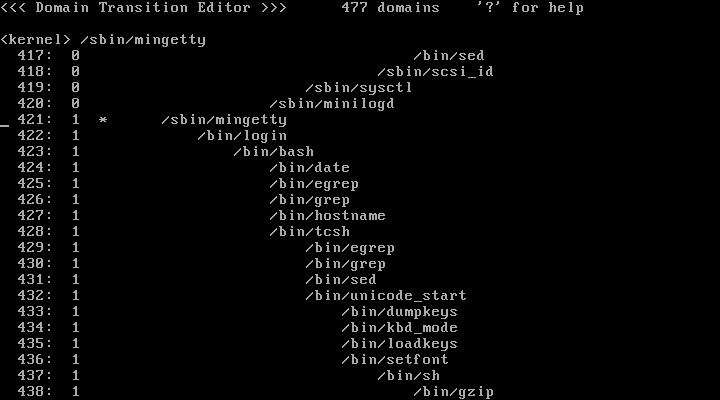 <<< Domain Transition Editor >>>      477 domains    '?' for help
<kernel> /sbin/mingetty
417:  0                                     /bin/sed
418:  0                                 /sbin/scsi_id
419:  0                         /sbin/sysctl
420:  0                     /sbin/minilogd
_ 421:  1  *      /sbin/mingetty
422:  1             /bin/login
423:  1                 /bin/bash
424:  1                     /bin/date
425:  1                     /bin/egrep
426:  1                     /bin/grep
427:  1                     /bin/hostname
428:  1                     /bin/tcsh
429:  1                         /bin/egrep
430:  1                         /bin/grep
431:  1                         /bin/sed
432:  1                         /bin/unicode_start
433:  1                             /bin/dumpkeys
434:  1                             /bin/kbd_mode
435:  1                             /bin/loadkeys
436:  1                             /bin/setfont
437:  1                                 /bin/sh
438:  1                                     /bin/gzip